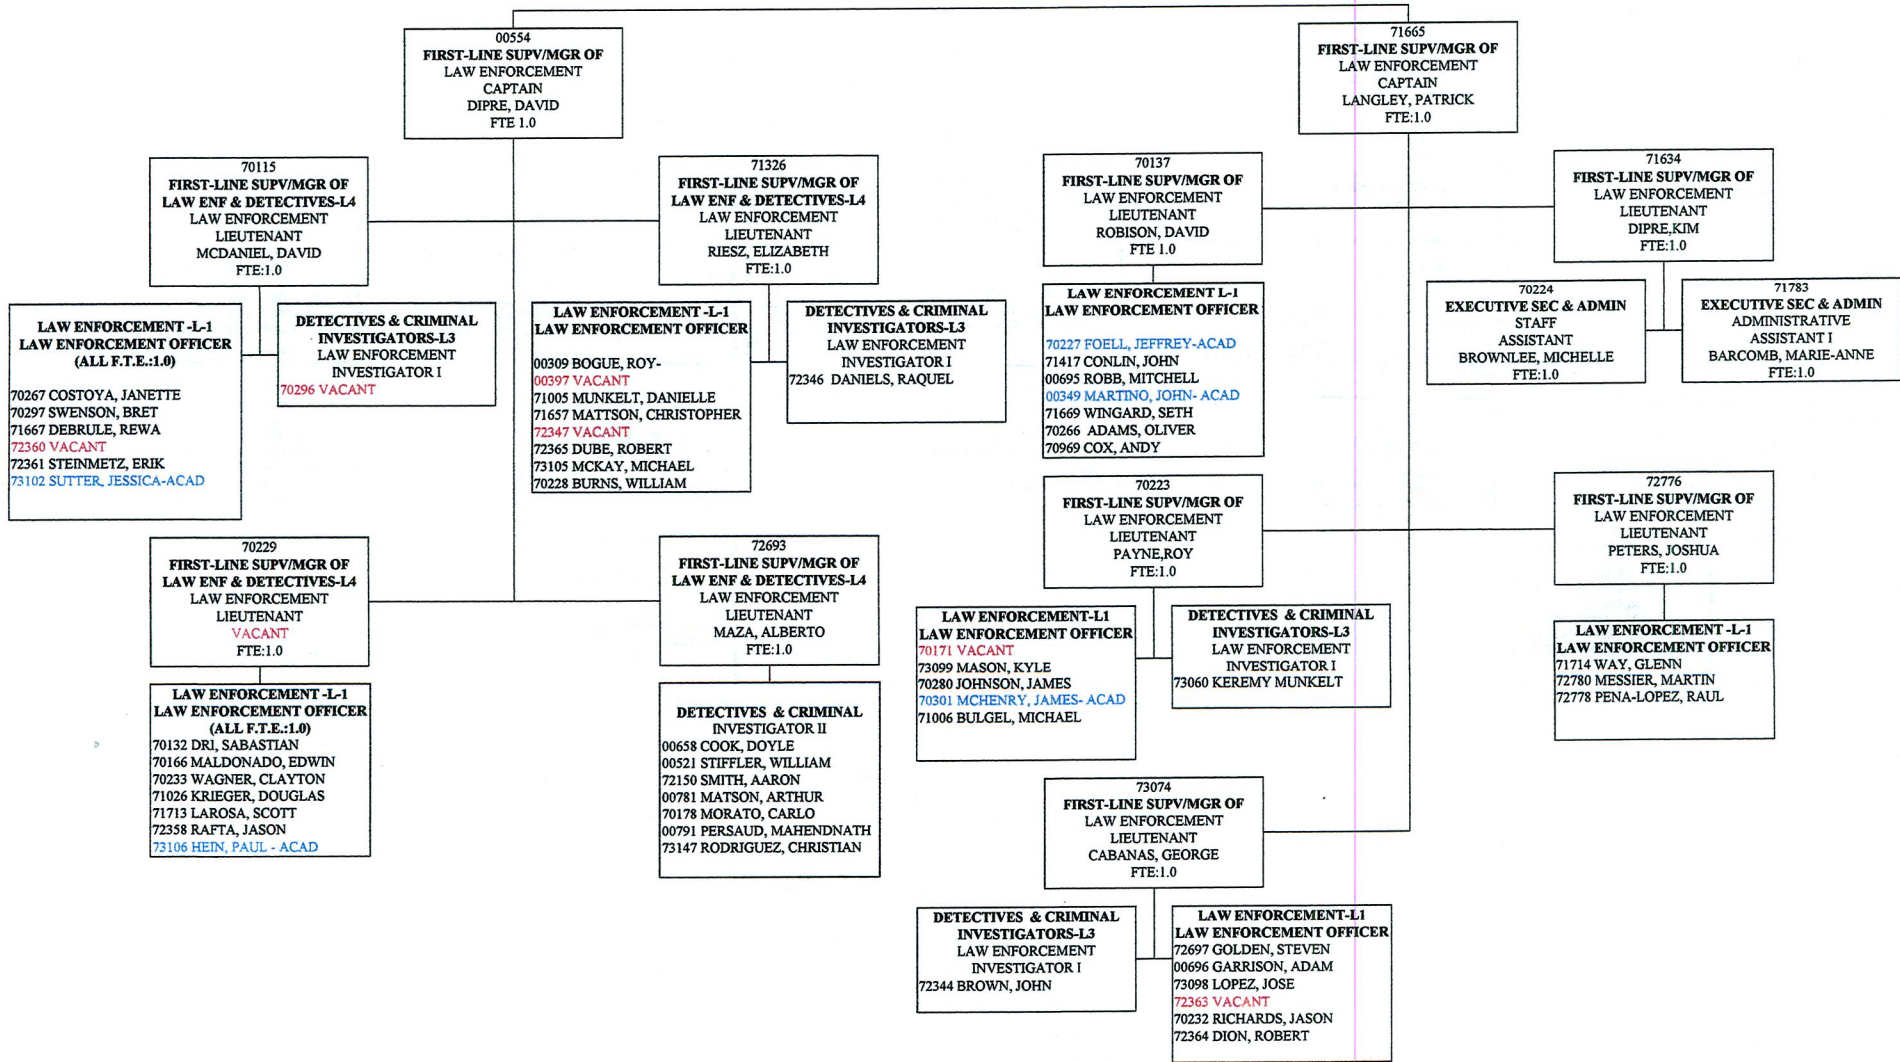 00554
FIRST-LINE SUPV/MGR OF
LAW ENFORCEMENT
CAPTAIN
DIPRE, DAVID
FTE 1.0
70115
FIRST-LINE SUPV/MGR OF
LAW ENF & DETECTIVES-L4
LAW ENFORCEMENT
LIEUTENANT
MCDANIEL, DAVID
FTE:1.0
71326
FIRST-LINE SUPV/MGR OF
LAW ENF & DETECTIVES-L4
LAW ENFORCEMENT
LIEUTENANT
RIESZ, ELIZABETH
FTE:1.0
LAW ENFORCEMENT -L-1
LAW ENFORCEMENT OFFICER
(ALL F.T.E.:1.0)
70267 COSTOYA, JANETTE
70297 SWENSON, BRET
71667 DEBRULE, REWA
72360 VACANT
72361 STEINMETZ, ERIK
73102 SUTTER, JESSICA-ACAD
DETECTIVES & CRIMINAL
INVESTIGATORS-L3
LAW ENFORCEMENT
INVESTIGATOR I
70296 VACANT
LAW ENFORCEMENT -L-1
LAW ENFORCEMENT OFFICER
00309 BOGUE, ROY-
00397 VACANT
71005 MUNKELT, DANIELLE
71657 MATTSON, CHRISTOPHER
72347 VACANT
72365 DUBE, ROBERT
73105 MCKAY, MICHAEL
70228 BURNS, WILLIAM
DETECTIVES & CRIMINAL
INVESTIGATORS-L3
LAW ENFORCEMENT
INVESTIGATOR I
72346 DANIELS, RAQUEL
70229
FIRST-LINE SUPV/MGR OF
LAW ENF & DETECTIVES-L4
LAW ENFORCEMENT
LIEUTENANT
VACANT
FTE:1.0
72693
FIRST-LINE SUPV/MGR OF
LAW ENF & DETECTIVES-L4
LAW ENFORCEMENT
LIEUTENANT
MAZA, ALBERTO
FTE:1.0
LAW ENFORCEMENT -L-1
LAW ENFORCEMENT OFFICER
(ALL F.T.E.:1.0)
70132 DRI, SABASTIAN
70166 MALDONADO, EDWIN
70233 WAGNER, CLAYTON
71026 KRIEGER, DOUGLAS
71713 LAROSA, SCOTT
72358 RAFTA, JASON
73106 HEIN, PAUL - ACAD
DETECTIVES & CRIMINAL
INVESTIGATOR II
00658 COOK, DOYLE
00521 STIFFLER, WILLIAM
72150 SMITH, AARON
00781 MATSON, ARTHUR
70178 MORATO, CARLO
00791 PERSAUD, MAHENDNATH
73147 RODRIGUEZ, CHRISTIAN
71665
FIRST-LINE SUPV/MGR OF
LAW ENFORCEMENT
CAPTAIN
LANGLEY, PATRICK
FTE:1.0
70137
FIRST-LINE SUPV/MGR OF
LAW ENFORCEMENT
LIEUTENANT
ROBISON, DAVID
FTE 1.0
71634
FIRST-LINE SUPV/MGR OF
LAW ENFORCEMENT
LIEUTENANT
DIPRE,KIM
FTE:1.0
LAW ENFORCEMENT L-1
LAW ENFORCEMENT OFFICER
70227 FOELL, JEFFREY-ACAD
71417 CONLIN, JOHN
00695 ROBB, MITCHELL
00349 MARTINO, JOHN- ACAD
71669 WINGARD, SETH
70266 ADAMS, OLIVER
70969 COX, ANDY
70224
EXECUTIVE SEC & ADMIN
STAFF
ASSISTANT
BROWNLEE, MICHELLE
FTE:1.0
71783
EXECUTIVE SEC & ADMIN
ADMINISTRATIVE
ASSISTANT I
BARCOMB, MARIE-ANNE
FTE:1.0
70223
FIRST-LINE SUPV/MGR OF
LAW ENFORCEMENT
LIEUTENANT
PAYNE,ROY
FTE:1.0
72776
FIRST-LINE SUPV/MGR OF
LAW ENFORCEMENT
LIEUTENANT
PETERS, JOSHUA
FTE:1.0
LAW ENFORCEMENT-L1
LAW ENFORCEMENT OFFICER
70171 VACANT
73099 MASON, KYLE
70280 JOHNSON, JAMES
70301 MCHENRY, JAMES- ACAD
71006 BULGEL, MICHAEL
DETECTIVES & CRIMINAL
INVESTIGATORS-L3
LAW ENFORCEMENT
INVESTIGATOR I
73060 KEREMY MUNKELT
LAW ENFORCEMENT -L-1
LAW ENFORCEMENT OFFICER
71714 WAY, GLENN
72780 MESSIER, MARTIN
72778 PENA-LOPEZ, RAUL
73074
FIRST-LINE SUPV/MGR OF
LAW ENFORCEMENT
LIEUTENANT
CABANAS, GEORGE
FTE:1.0
DETECTIVES & CRIMINAL
INVESTIGATORS-L3
LAW ENFORCEMENT
INVESTIGATOR I
72344 BROWN, JOHN
LAW ENFORCEMENT-L1
LAW ENFORCEMENT OFFICER
72697 GOLDEN, STEVEN
00696 GARRISON, ADAM
73098 LOPEZ, JOSE
72363 VACANT
70232 RICHARDS, JASON
72364 DION, ROBERT